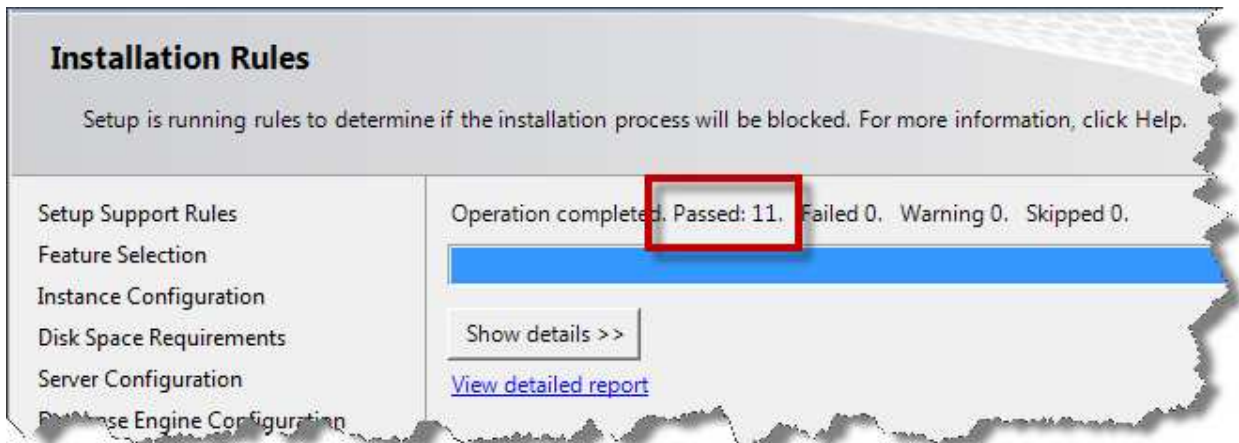 Installation Rules
Setup is running rules to determine if the installation process will be blocked. For more information, click Help.
Setup Support Rules
Feature Selection
Instance Configuration
Disk Space Requirements
Server Configuration
Engine Configuration
Operation completed. Passed: 11. Failed 0. Warning 0. Skipped 0.
Show details >>
View detailed report